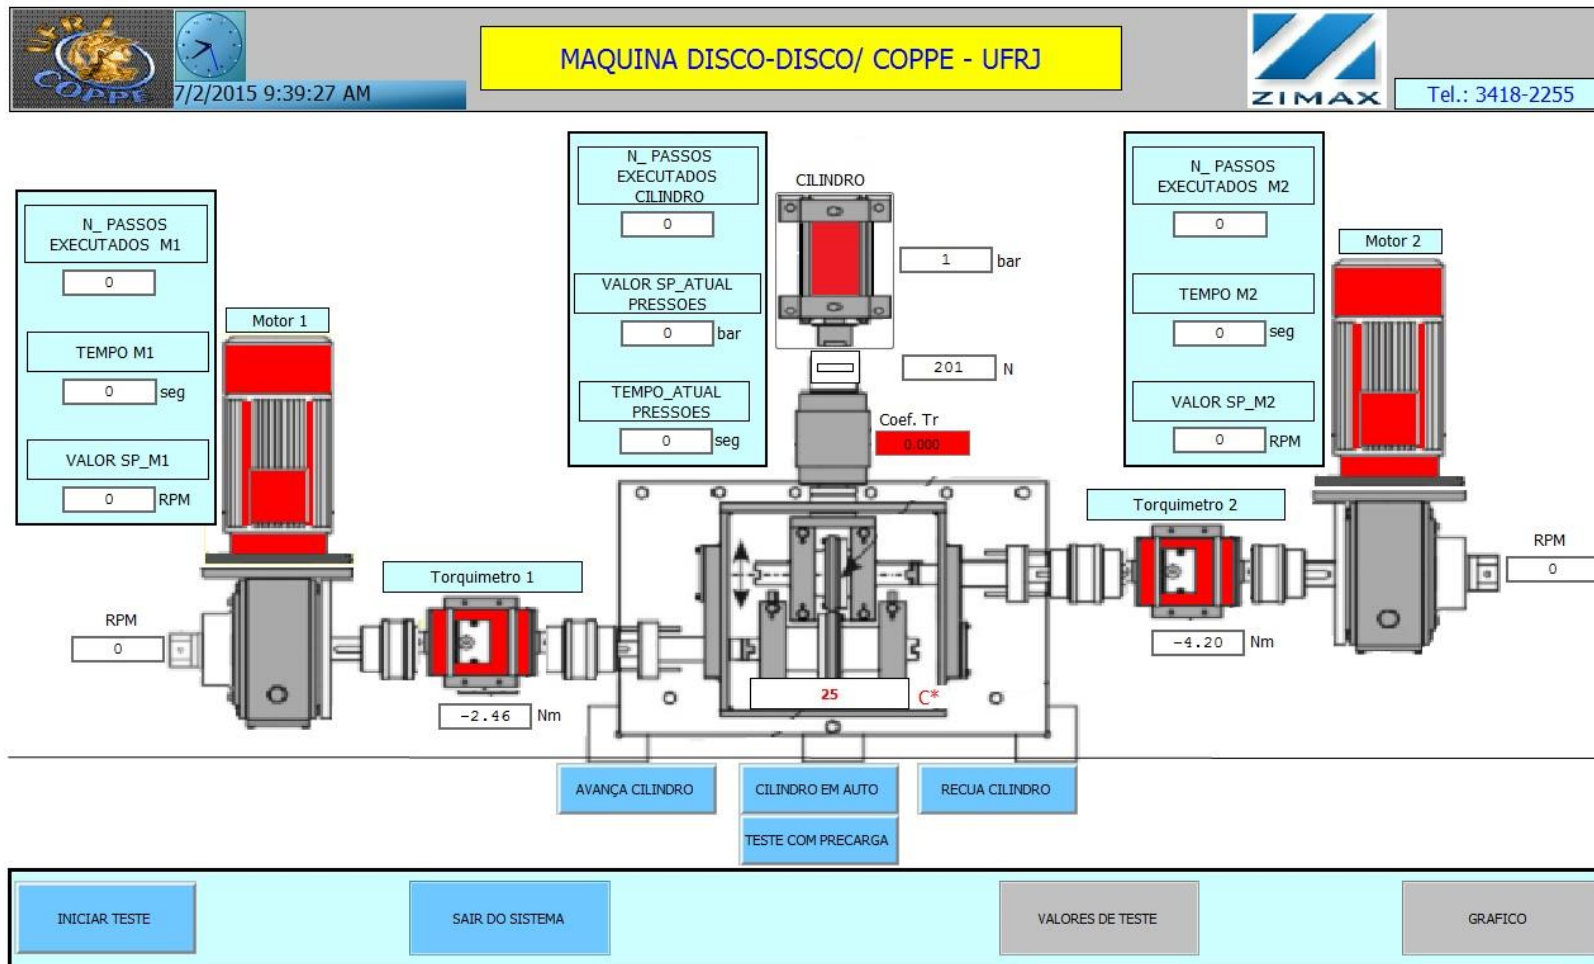 UFRJ
COPPE
7/2/2015 9:39:27 AM
MAQUINA DISCO-DISCO/ COPPE - UFRJ
ZIMAX
Tel.: 3418-2255
N_ PASSOS
EXECUTADOS M1
0
TEMPO M1
0 seg
VALOR SP_M1
0 RPM
Motor 1
N_ PASSOS
EXECUTADOS
CILINDRO
0
VALOR SP_ATUAL
PRESSOES
0 bar
TEMPO_ATUAL
PRESSOES
0 seg
CILINDRO
1 bar
201 N
Coef. Tr
0.000
N_ PASSOS
EXECUTADOS M2
0
TEMPO M2
0 seg
VALOR SP_M2
0 RPM
Motor 2
Torquimetro 2
RPM
0
-4.20 Nm
Torquimetro 1
RPM
0
-2.46 Nm
25 C*
AVANÇA CILINDRO
CILINDRO EM AUTO
RECUA CILINDRO
TESTE COM PRECARGA
INICIAR TESTE
SAIR DO SISTEMA
VALORES DE TESTE
GRAFICO